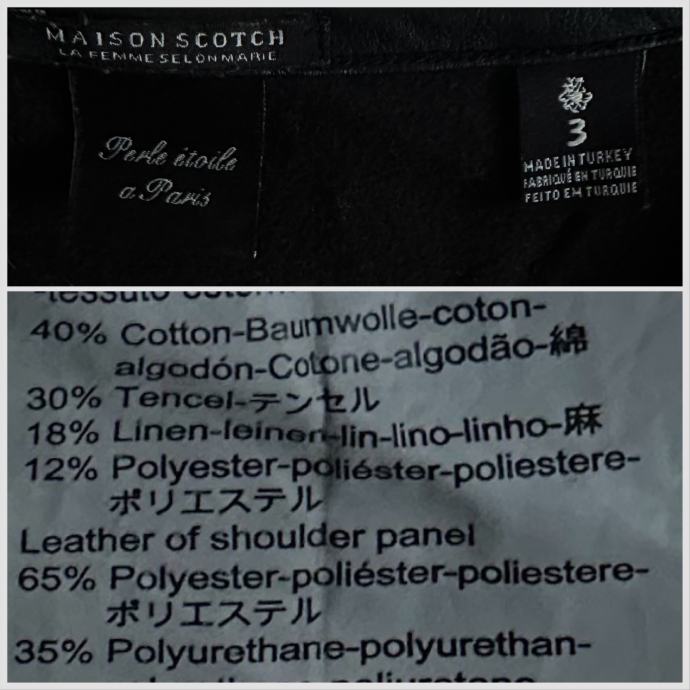 MAISON SCOTCH
LA FEMME SELON MARIE
Perle étoile
a Paris
3
MADE IN TURKEY
FABRIQUÉ EN TURQUIE
FEITO EM TURQUIE
40% Cotton-Baumwolle-coton-
algodón-Cotone-algodão-綿
30% Tencel-テンセル
18% Linen-leinen-lin-lino-linho-麻
12% Polyester-poliéster-poliestere-
ポリエステル
Leather of shoulder panel
65% Polyester-poliéster-poliestere-
ポリエステル
35% Polyurethane-polyurethan-